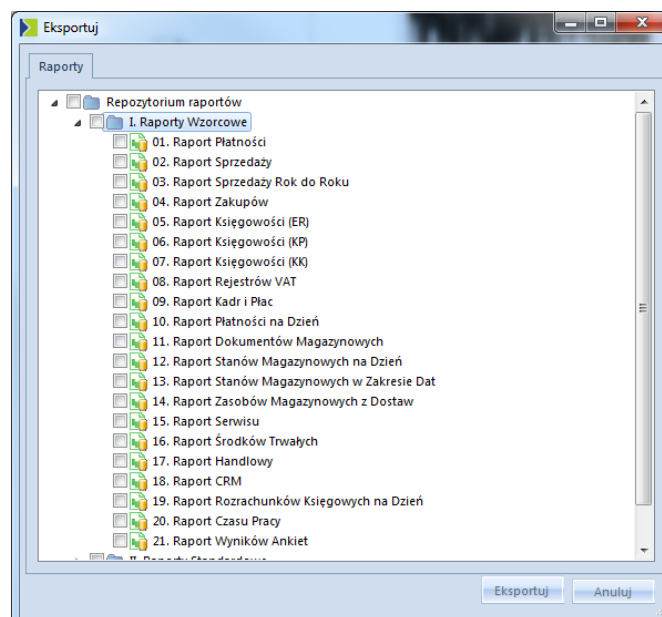 Eksportuj
Raporty
Repozytorium raportów
I. Raporty Wzorcowe
01. Raport Płatności
02. Raport Sprzedaży
03. Raport Sprzedaży Rok do Roku
04. Raport Zakupów
05. Raport Księgowości (ER)
06. Raport Księgowości (KP)
07. Raport Księgowości (KK)
08. Raport Rejestrów VAT
09. Raport Kadr i Płac
10. Raport Płatności na Dzień
11. Raport Dokumentów Magazynowych
12. Raport Stanów Magazynowych na Dzień
13. Raport Stanów Magazynowych w Zakresie Dat
14. Raport Zasobów Magazynowych z Dostaw
15. Raport Serwisu
16. Raport Środków Trwałych
17. Raport Handlowy
18. Raport CRM
19. Raport Rozrachunków Księgowych na Dzień
20. Raport Czasu Pracy
21. Raport Wyników Ankiet
II. Raporty Standardowe
Eksportuj Anuluj